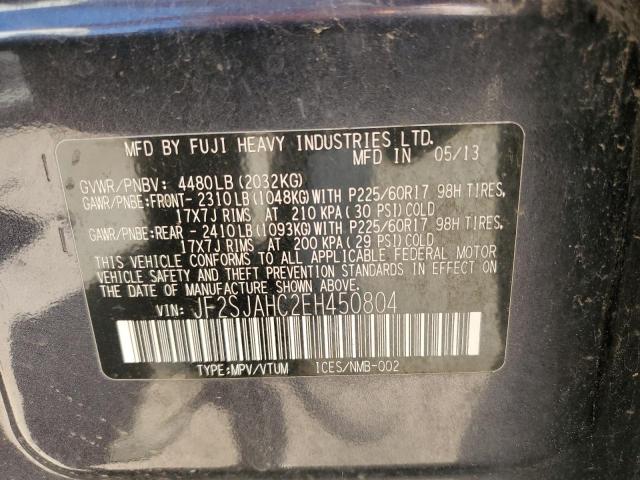 MFD BY FUJI HEAVY INDUSTRIES LTD.
MFD IN 05/13
GVWR/PNBV: 4480LB(2032KG)
GAWR/PNBE:FRONT- 2310LB(1048KG)WITH P225/60R17 98H TIRES,
17X7J RIMS AT 210 KPA(30 PSI)COLD
GAWR/PNBE:REAR - 2410LB(1093KG)WITH P225/60R17 98H TIRES,
17X7J RIMS AT 200 KPA(29 PSI)COLD
THIS VEHICLE CONFORMS TO ALL APPLICABLE FEDERAL MOTOR
VEHICLE SAFETY AND THEFT PREVENTION STANDARDS IN EFFECT
ON THE DATE OF MANUFACTURE SHOWN ABOVE.
VIN: JF2SJAHC2EH450804
TYPE:MPV/VTUM ICES/NMB-002